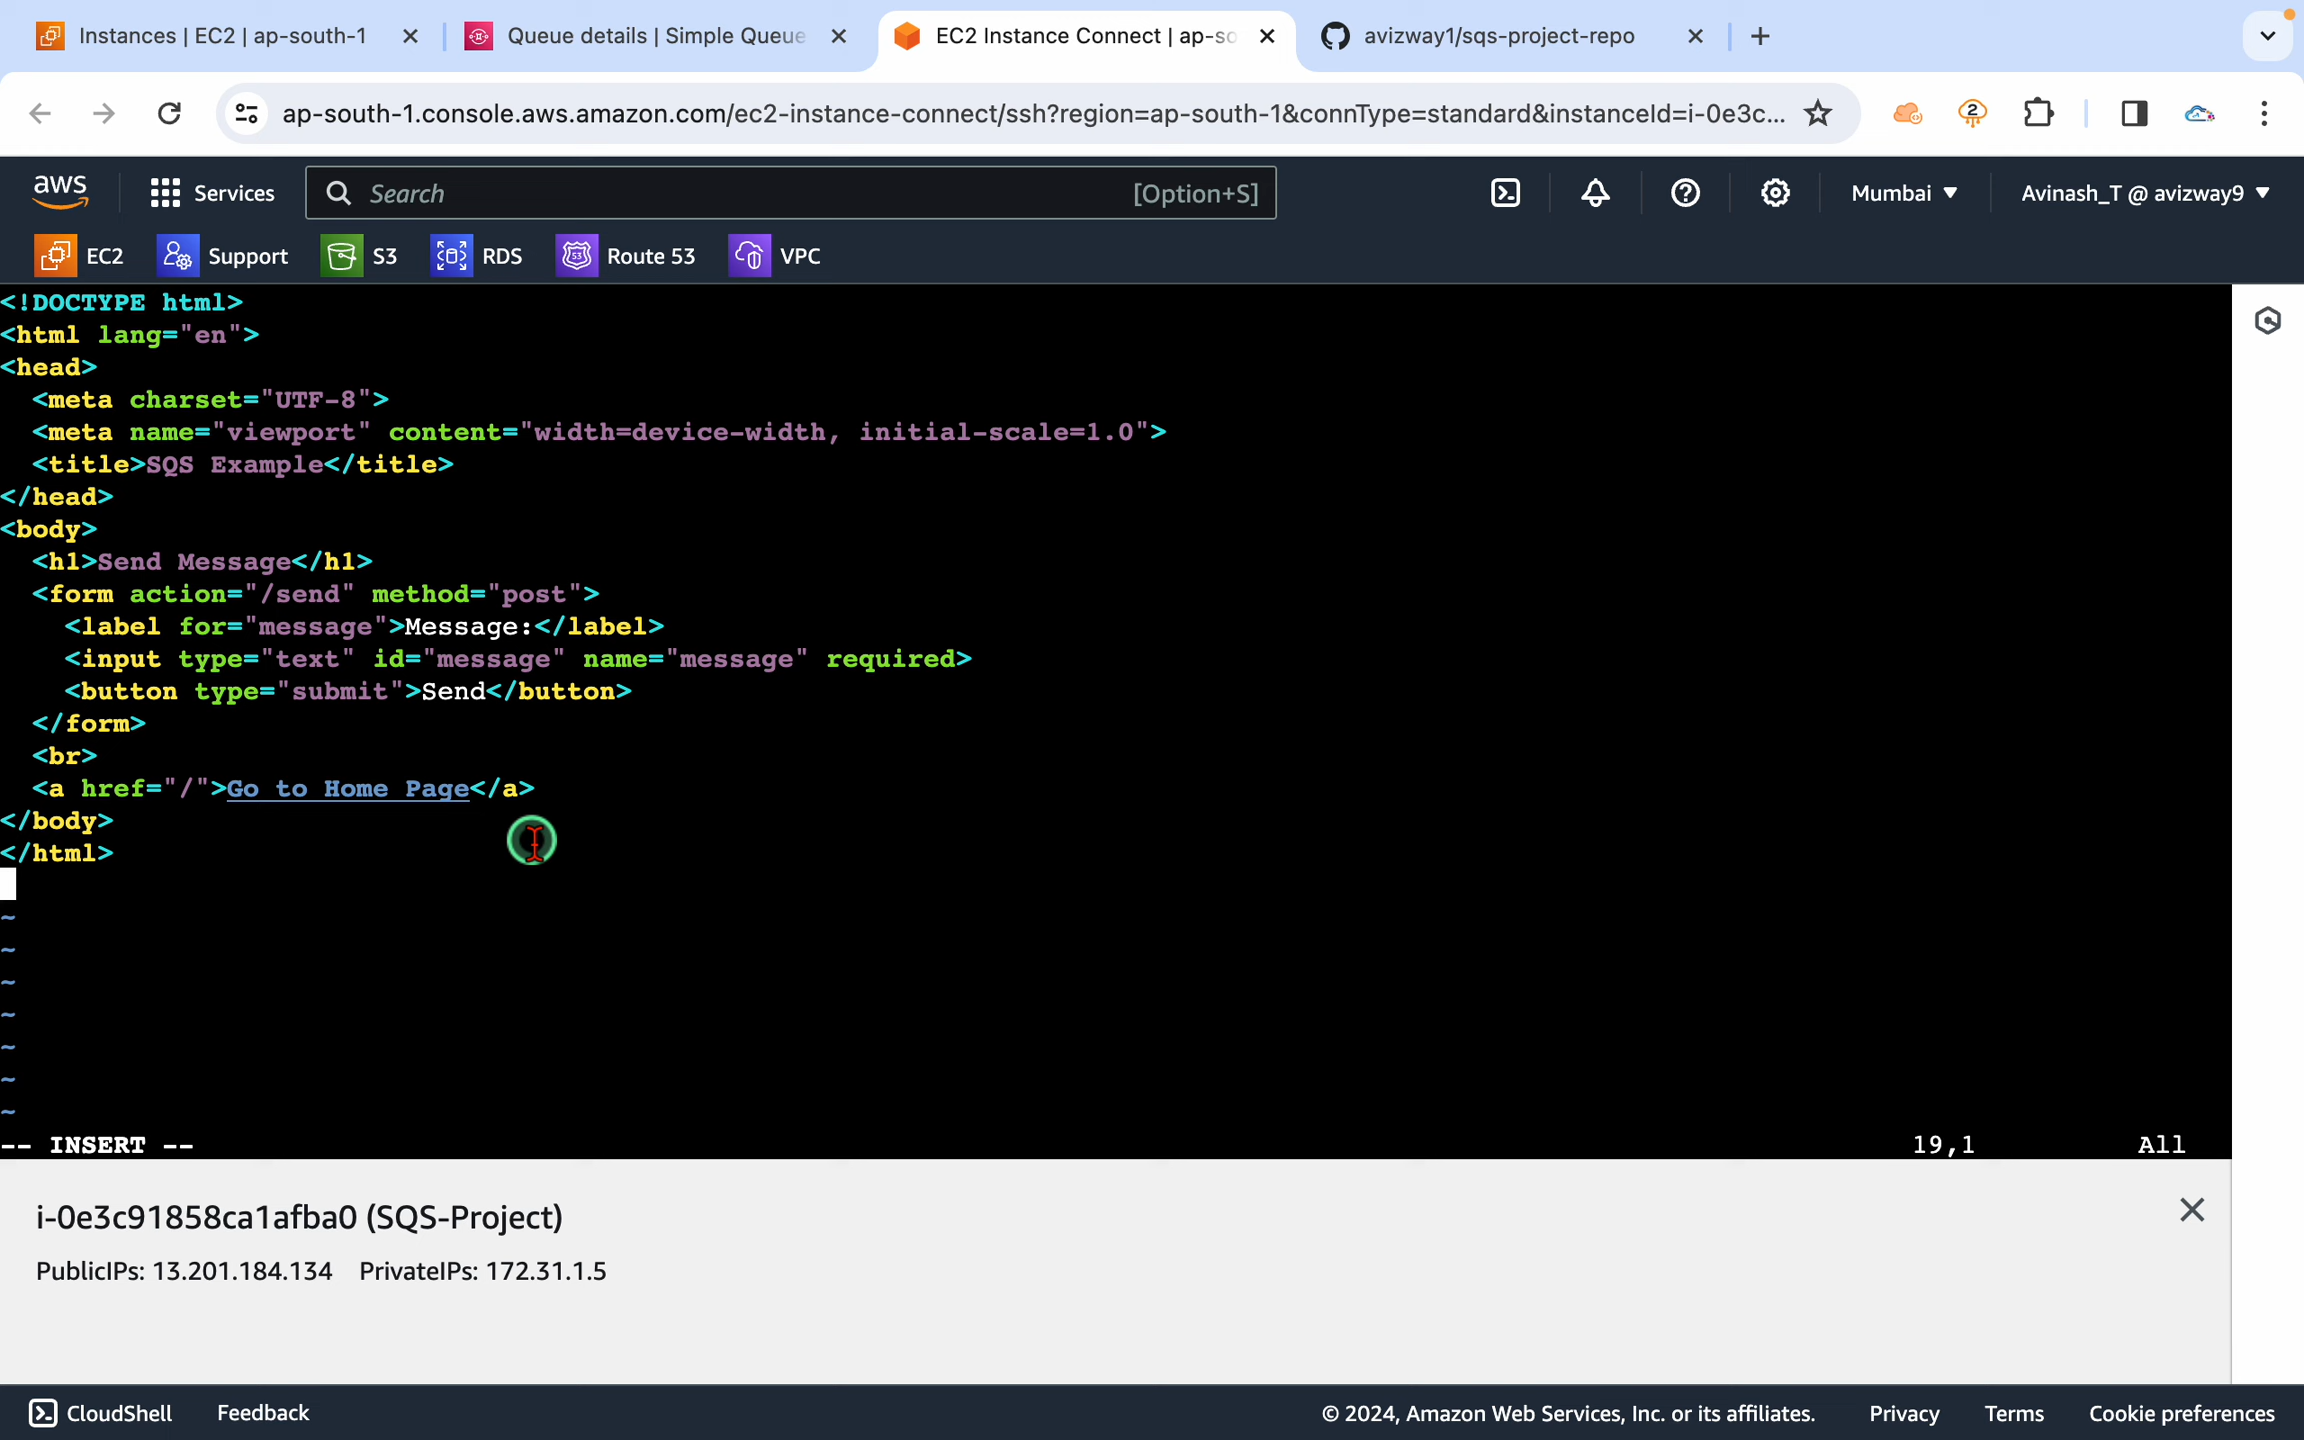 Instances | EC2 | ap-south-1
Queue details | Simple Queue
EC2 Instance Connect | ap-so
avizway1/sqs-project-repo
ap-south-1.console.aws.amazon.com/ec2-instance-connect/ssh?region=ap-south-1&connType=standard&instanceId=i-0e3c...
2
aws
Services
Search
[Option+S]
Mumbai
Avinash_T @ avizway9
EC2
Support
S3
RDS
53
Route 53
VPC
<!DOCTYPE html>
<html lang="en">
<head>
  <meta charset="UTF-8">
  <meta name="viewport" content="width=device-width, initial-scale=1.0">
  <title>SQS Example</title>
</head>
<body>
  <h1>Send Message</h1>
  <form action="/send" method="post">
    <label for="message">Message:</label>
    <input type="text" id="message" name="message" required>
    <button type="submit">Send</button>
  </form>
  <br>
  <a href="/">Go to Home Page</a>
</body>
</html>
~
~
~
~
~
~
~
-- INSERT -- 19,1 All
i-0e3c91858ca1afba0 (SQS-Project)
PublicIPs: 13.201.184.134 PrivateIPs: 172.31.1.5
CloudShell
Feedback
© 2024, Amazon Web Services, Inc. or its affiliates.
Privacy
Terms
Cookie preferences